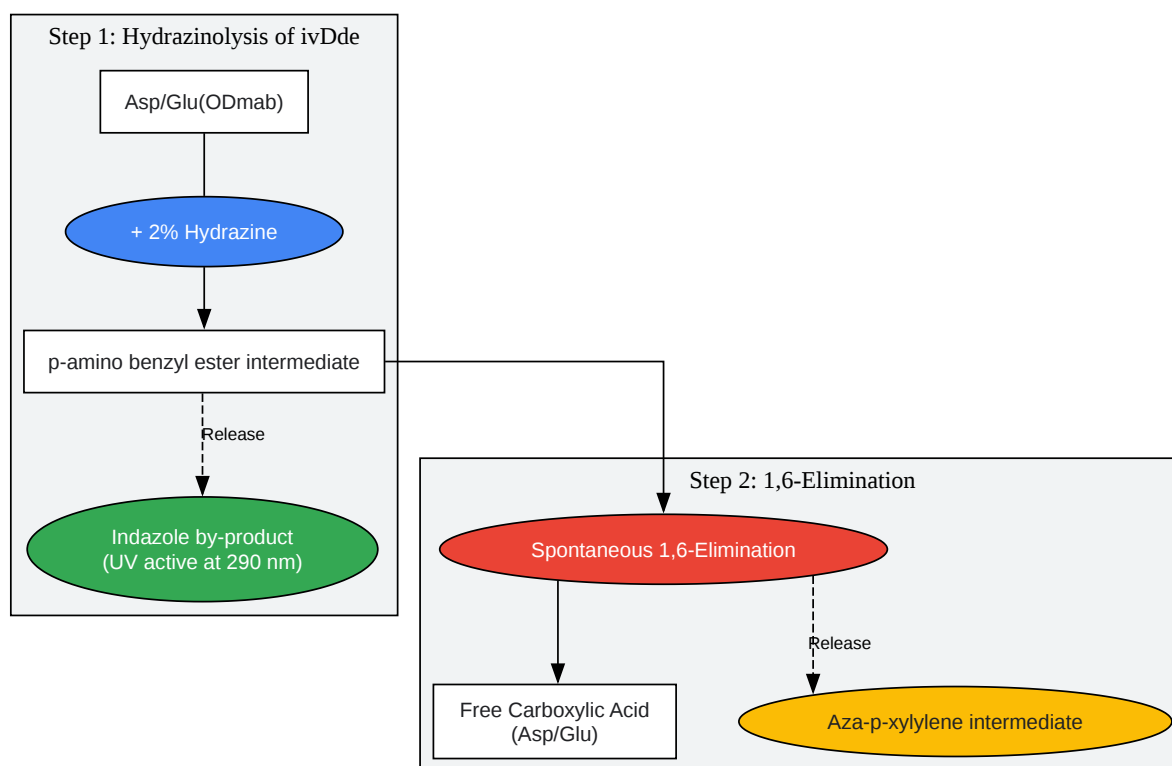 Step 1: Hydrazinolysis of ivDde
Asp/Glu(ODmab)
+ 2% Hydrazine
p-amino benzyl ester intermediate
Release
Indazole by-product
(UV active at 290 nm)
Step 2: 1,6-Elimination
Spontaneous 1,6-Elimination
Release
Free Carboxylic Acid
(Asp/Glu)
Aza-p-xylylene intermediate